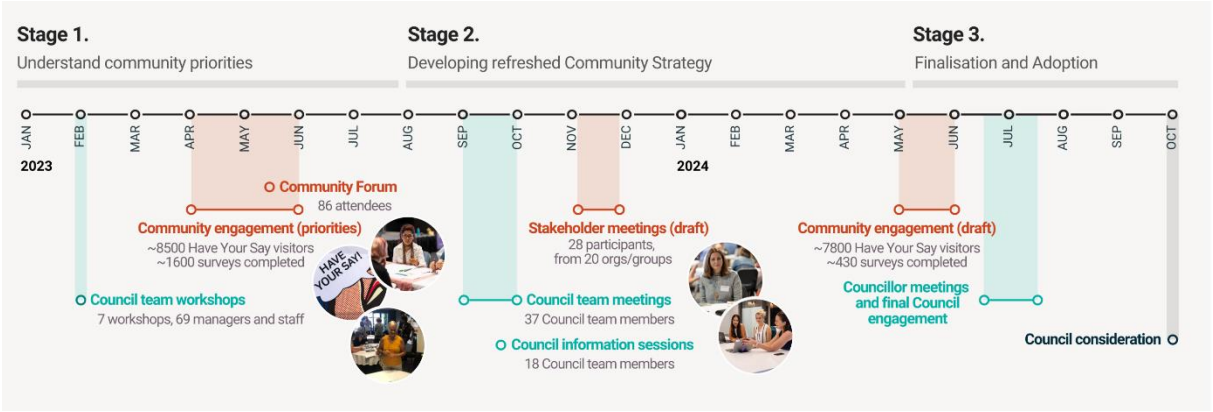 Stage 1.
Understand community priorities
Stage 2.
Developing refreshed Community Strategy
Stage 3.
Finalisation and Adoption
JAN
FEB
MAR
APR
MAY
JUN
JUL
AUG
SEP
OCT
NOV
DEC
JAN
FEB
MAR
APR
MAY
JUN
JUL
AUG
SEP
OCT
2023
2024
Community Forum
86 attendees
Community engagement (priorities)
~8500 Have Your Say visitors
~1600 surveys completed
HAVE
YOUR SAY!
Council team workshops
7 workshops, 69 managers and staff
Stakeholder meetings (draft)
28 participants,
from 20 orgs/groups
Council team meetings
37 Council team members
Council information sessions
18 Council team members
Community engagement (draft)
~7800 Have Your Say visitors
~430 surveys completed
Councillor meetings
and final Council
engagement
Council consideration